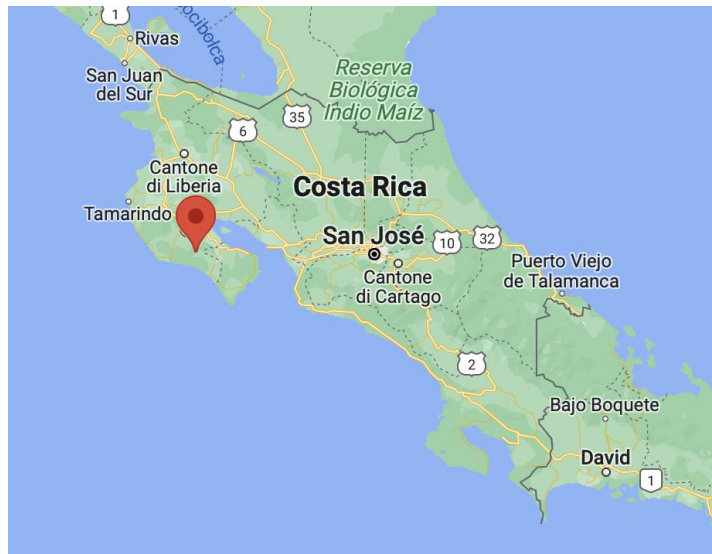 1
Rivas
cocibolca
San Juan
del Sur
Reserva
Biológica
Indio Maíz
35
6
Cantone
di Liberia
Costa Rica
Tamarindo
San José
10
32
Cantone
di Cartago
Puerto Viejo
de Talamanca
2
Bajo Boquete
David
1